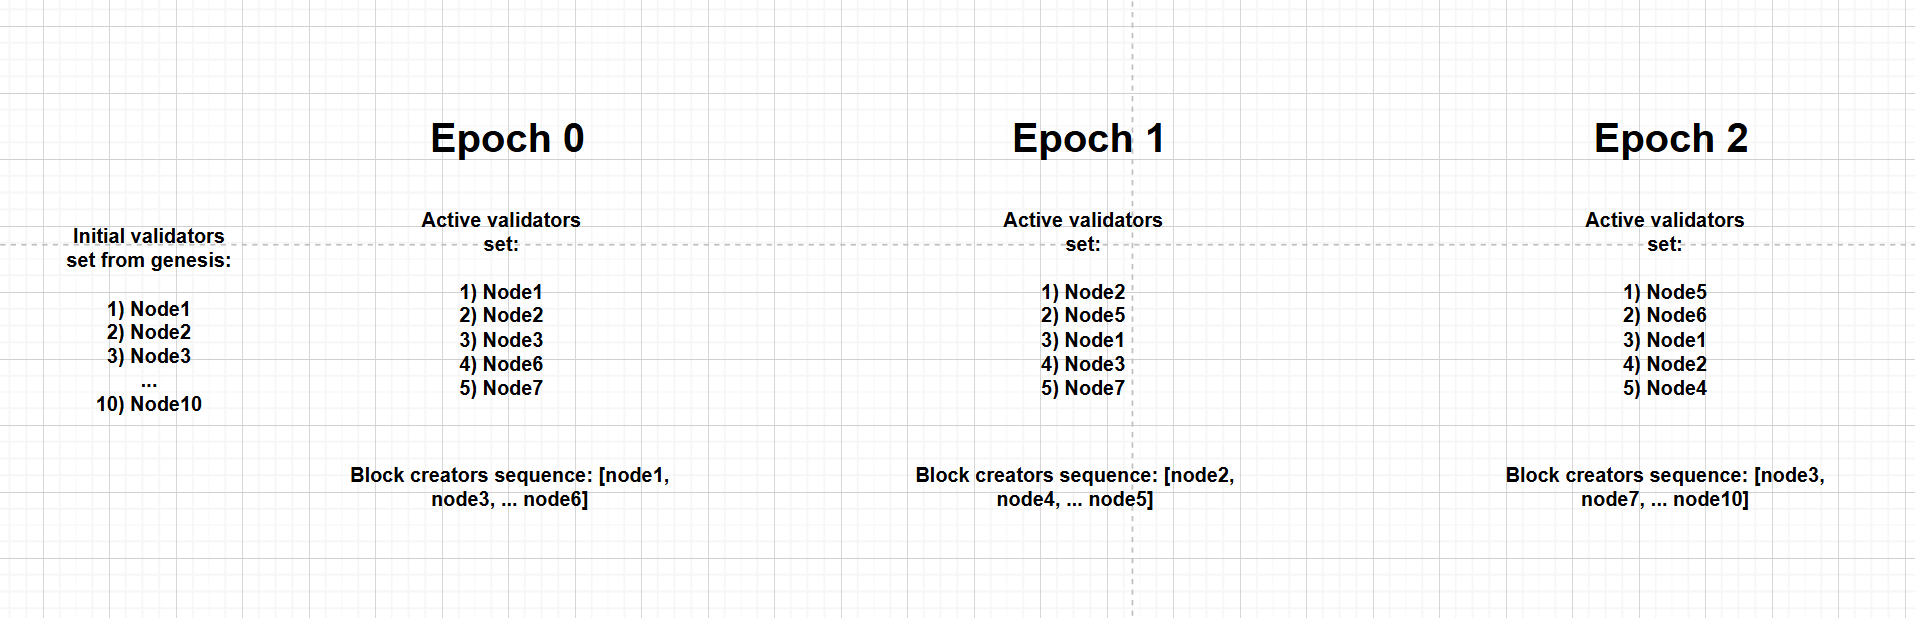 Epoch 0
Epoch 1
Epoch 2
Initial validators
set from genesis:
1) Node1
2) Node2
3) Node3
...
10) Node10
Active validators
set:
1) Node1
2) Node2
3) Node3
4) Node6
5) Node7
Block creators sequence: [node1,
node3, ... node6]
Active validators
set:
1) Node2
2) Node5
3) Node1
4) Node3
5) Node7
Block creators sequence: [node2,
node4, ... node5]
Active validators
set:
1) Node5
2) Node6
3) Node1
4) Node2
5) Node4
Block creators sequence: [node3,
node7, ... node10]